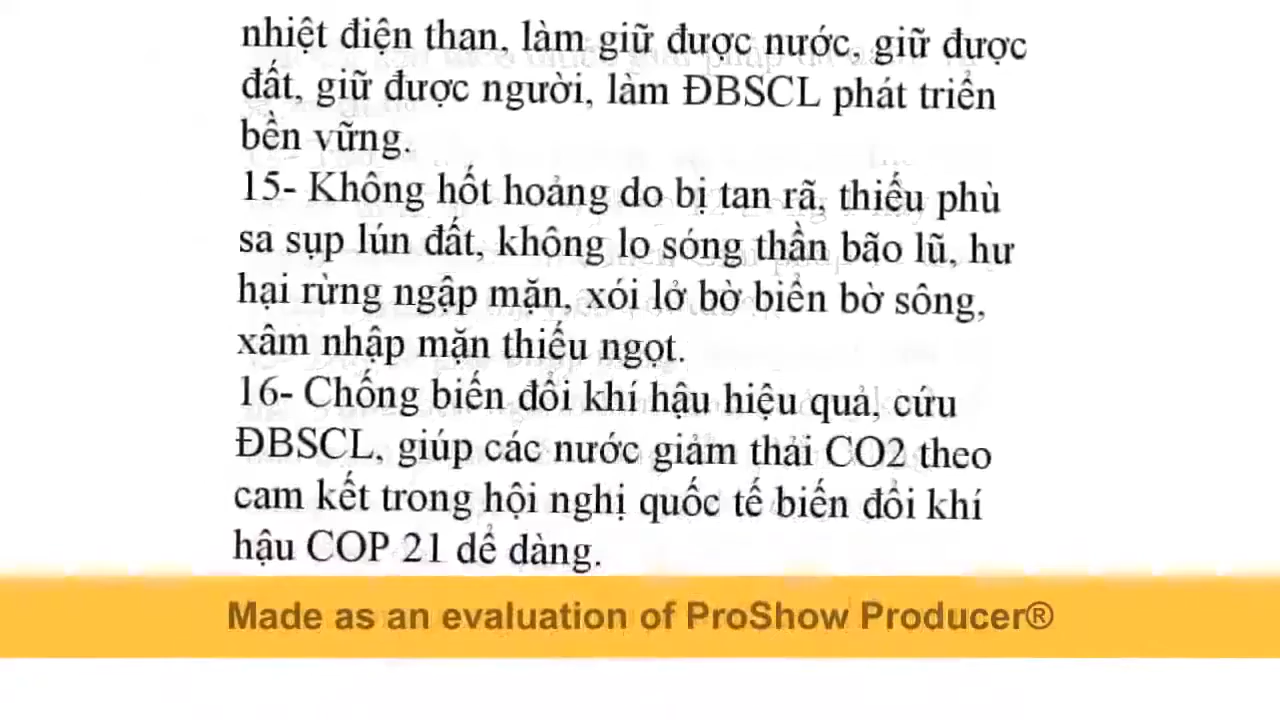 nhiệt điện than, làm giữ được nước, giữ được
đất, giữ được người, làm ĐBSCL phát triển
bền vững.
15- Không hốt hoảng do bị tan rã, thiếu phù
sa sụp lún đất, không lo sóng thần bão lũ, hư
hại rừng ngập mặn, xói lở bờ biển bờ sông,
xâm nhập mặn thiếu ngọt.
16- Chống biến đổi khí hậu hiệu quả, cứu
ĐBSCL, giúp các nước giảm thải CO2 theo
cam kết trong hội nghị quốc tế biến đổi khí
hậu COP 21 dể dàng.
Made as an evaluation of ProShow Producer®